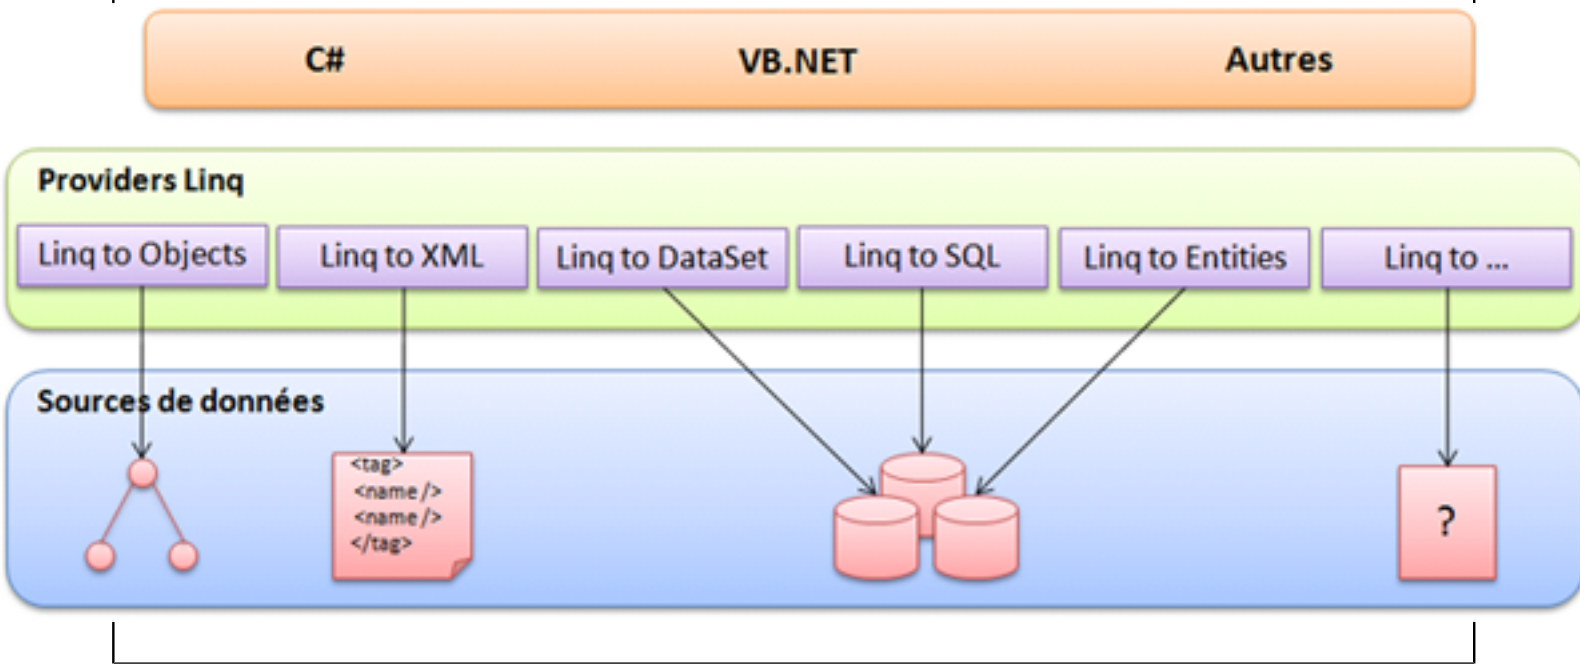 C# VB.NET Autres
Providers Linq
Linq to Objects Linq to XML Linq to DataSet Linq to SQL Linq to Entities Linq to ...
Sources de données
<tag>
<name />
<name />
</tag>
?